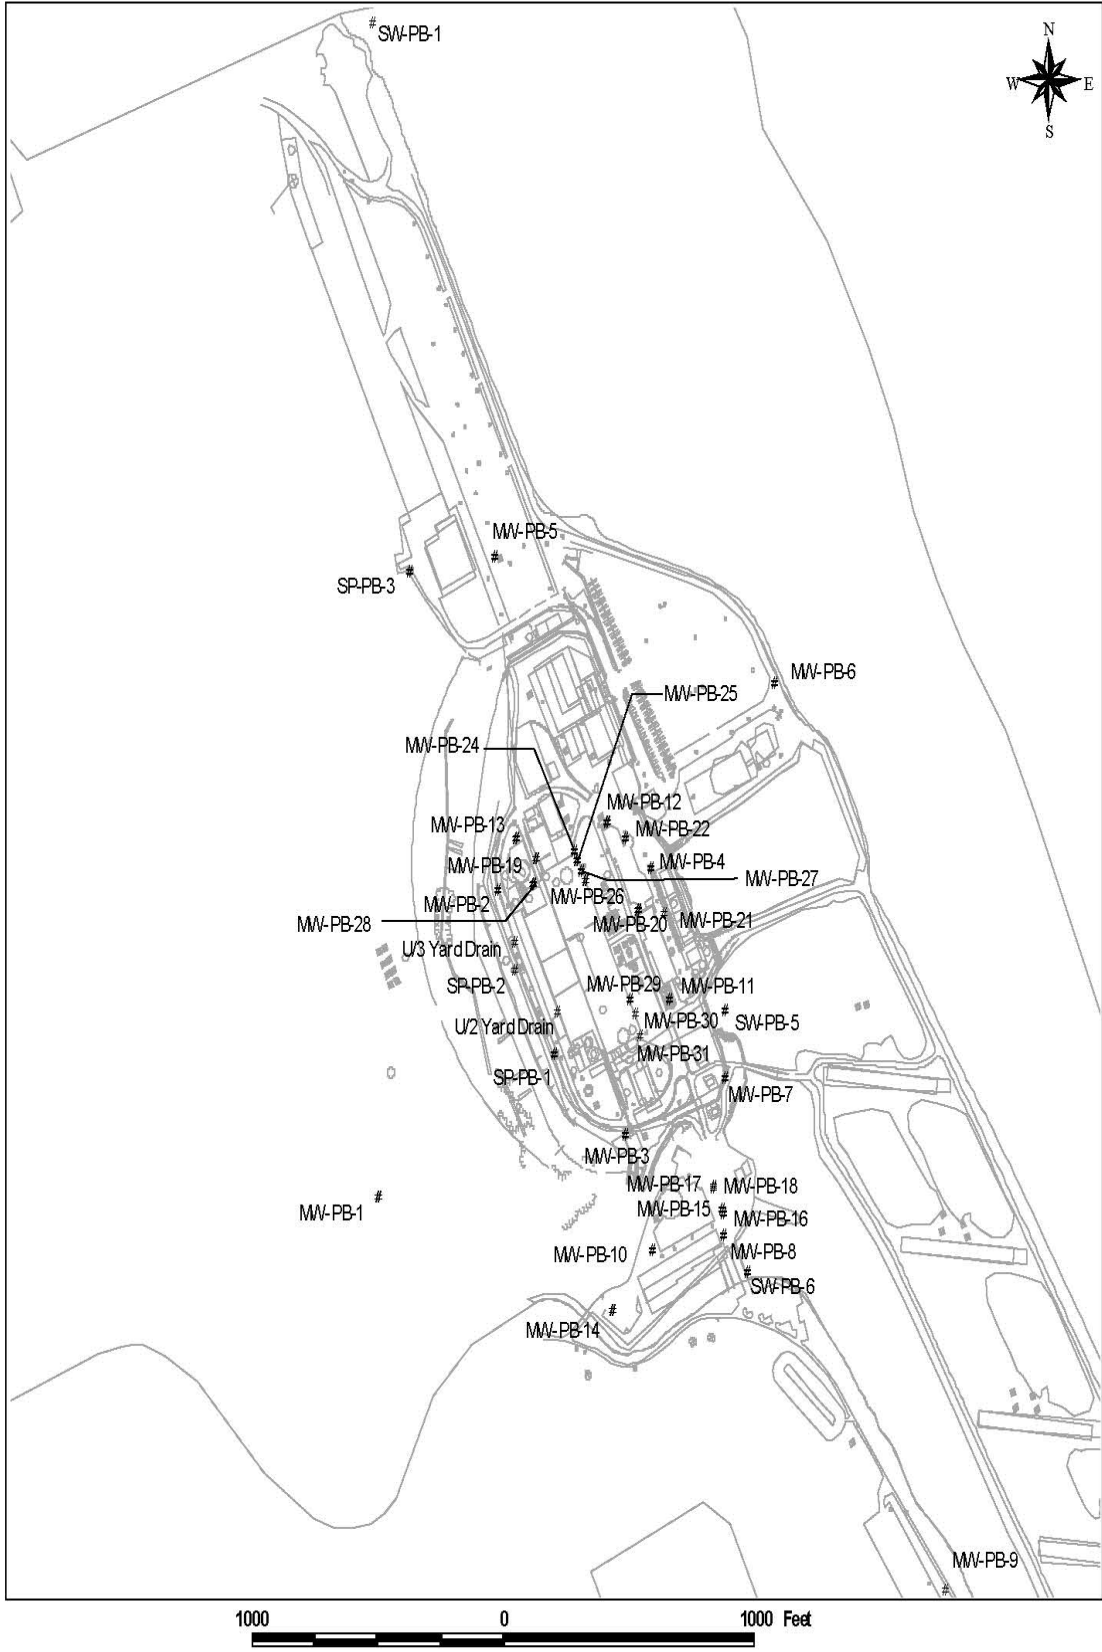 #
SW-PB-1
N
W E
S
MW-PB-5
#
#
SP-PB-3
MW-PB-6
#
MW-PB-25
MW-PB-24
MW-PB-12
#
MW-PB-13
#
MW-PB-22
#
#
#
MW-PB-19
#
#
MW-PB-4
#
MW-PB-27
#
#
#
MW-PB-2
#
MW-PB-26
#
MW-PB-28
MW-PB-20
#
MW-PB-21
#
U/3 Yard Drain
#
SP-PB-2
#
MW-PB-29
#
MW-PB-11
#
U/2 Yard Drain
#
MW-PB-30
#
SW-PB-5
#
MW-PB-31
#
SP-PB-1
#
MW-PB-7
#
MW-PB-3
#
MW-PB-17
# MW-PB-18
MW-PB-1
#
MW-PB-15
#
MW-PB-16
MW-PB-10
#
MW-PB-8
#
SW-PB-6
#
MW-PB-14
#
MW-PB-9
#
1000 0 1000 Feet